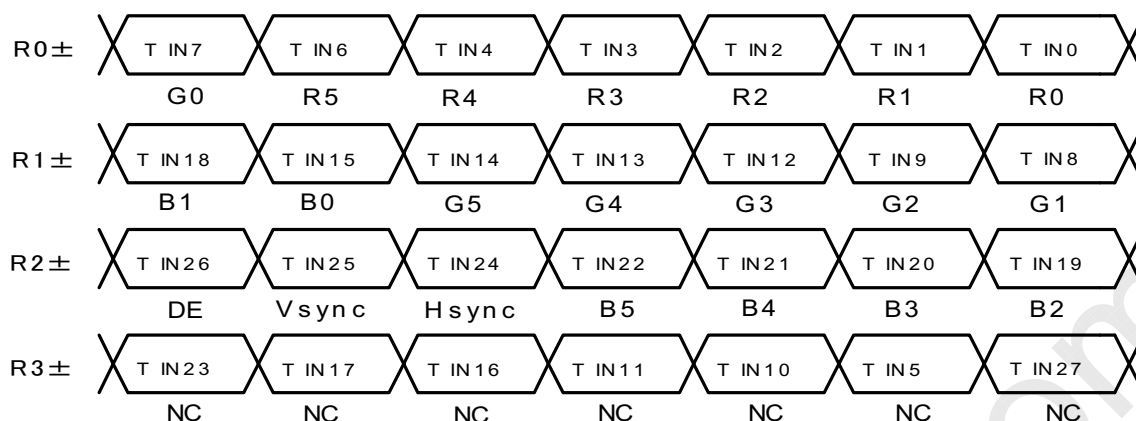 R0± T IN7 T IN6 T IN4 T IN3 T IN2 T IN1 T IN0
G0 R5 R4 R3 R2 R1 R0
R1± T IN18 T IN15 T IN14 T IN13 T IN12 T IN9 T IN8
B1 B0 G5 G4 G3 G2 G1
R2± T IN26 T IN25 T IN24 T IN22 T IN21 T IN20 T IN19
DE Vsync Hsync B5 B4 B3 B2
R3± T IN23 T IN17 T IN16 T IN11 T IN10 T IN5 T IN27
NC NC NC NC NC NC NC
om